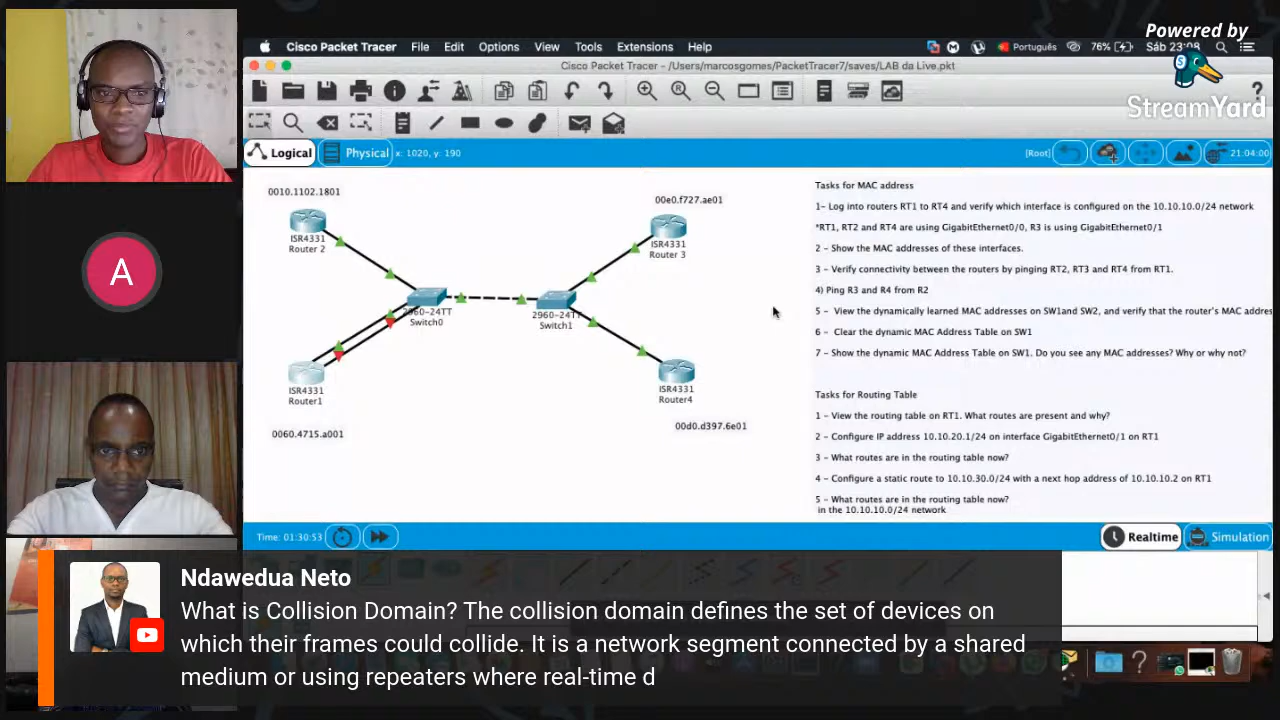 Powered by
StreamYard
Cisco Packet Tracer File Edit Options View Tools Extensions Help
Português 76% Sáb 23:08
Cisco Packet Tracer - /Users/marcosgomes/PacketTracer7/saves/LAB da Live.pkt
Logical Physical x: 1020, y: 190
[Root] 21:04:00
0010.1102.1801
ISR4331
Router 2
00e0.f727.ae01
ISR4331
Router 3
2960-24TT
Switch0
2960-24TT
Switch1
ISR4331
Router1
0060.4715.a001
ISR4331
Router4
00d0.d397.6e01
Tasks for MAC address
1- Log into routers RT1 to RT4 and verify which interface is configured on the 10.10.10.0/24 network
*RT1, RT2 and RT4 are using GigabitEthernet0/0, R3 is using GigabitEthernet0/1
2 - Show the MAC addresses of these interfaces.
3 - Verify connectivity between the routers by pinging RT2, RT3 and RT4 from RT1.
4) Ping R3 and R4 from R2
5 - View the dynamically learned MAC addresses on SW1and SW2, and verify that the router's MAC addres
6 - Clear the dynamic MAC Address Table on SW1
7 - Show the dynamic MAC Address Table on SW1. Do you see any MAC addresses? Why or why not?
Tasks for Routing Table
1 - View the routing table on RT1. What routes are present and why?
2 - Configure IP address 10.10.20.1/24 on interface GigabitEthernet0/1 on RT1
3 - What routes are in the routing table now?
4 - Configure a static route to 10.10.30.0/24 with a next hop address of 10.10.10.2 on RT1
5 - What routes are in the routing table now?
in the 10.10.10.0/24 network
Time: 01:30:53
Realtime Simulation
A
Ndawedua Neto
What is Collision Domain? The collision domain defines the set of devices on
which their frames could collide. It is a network segment connected by a shared
medium or using repeaters where real-time d